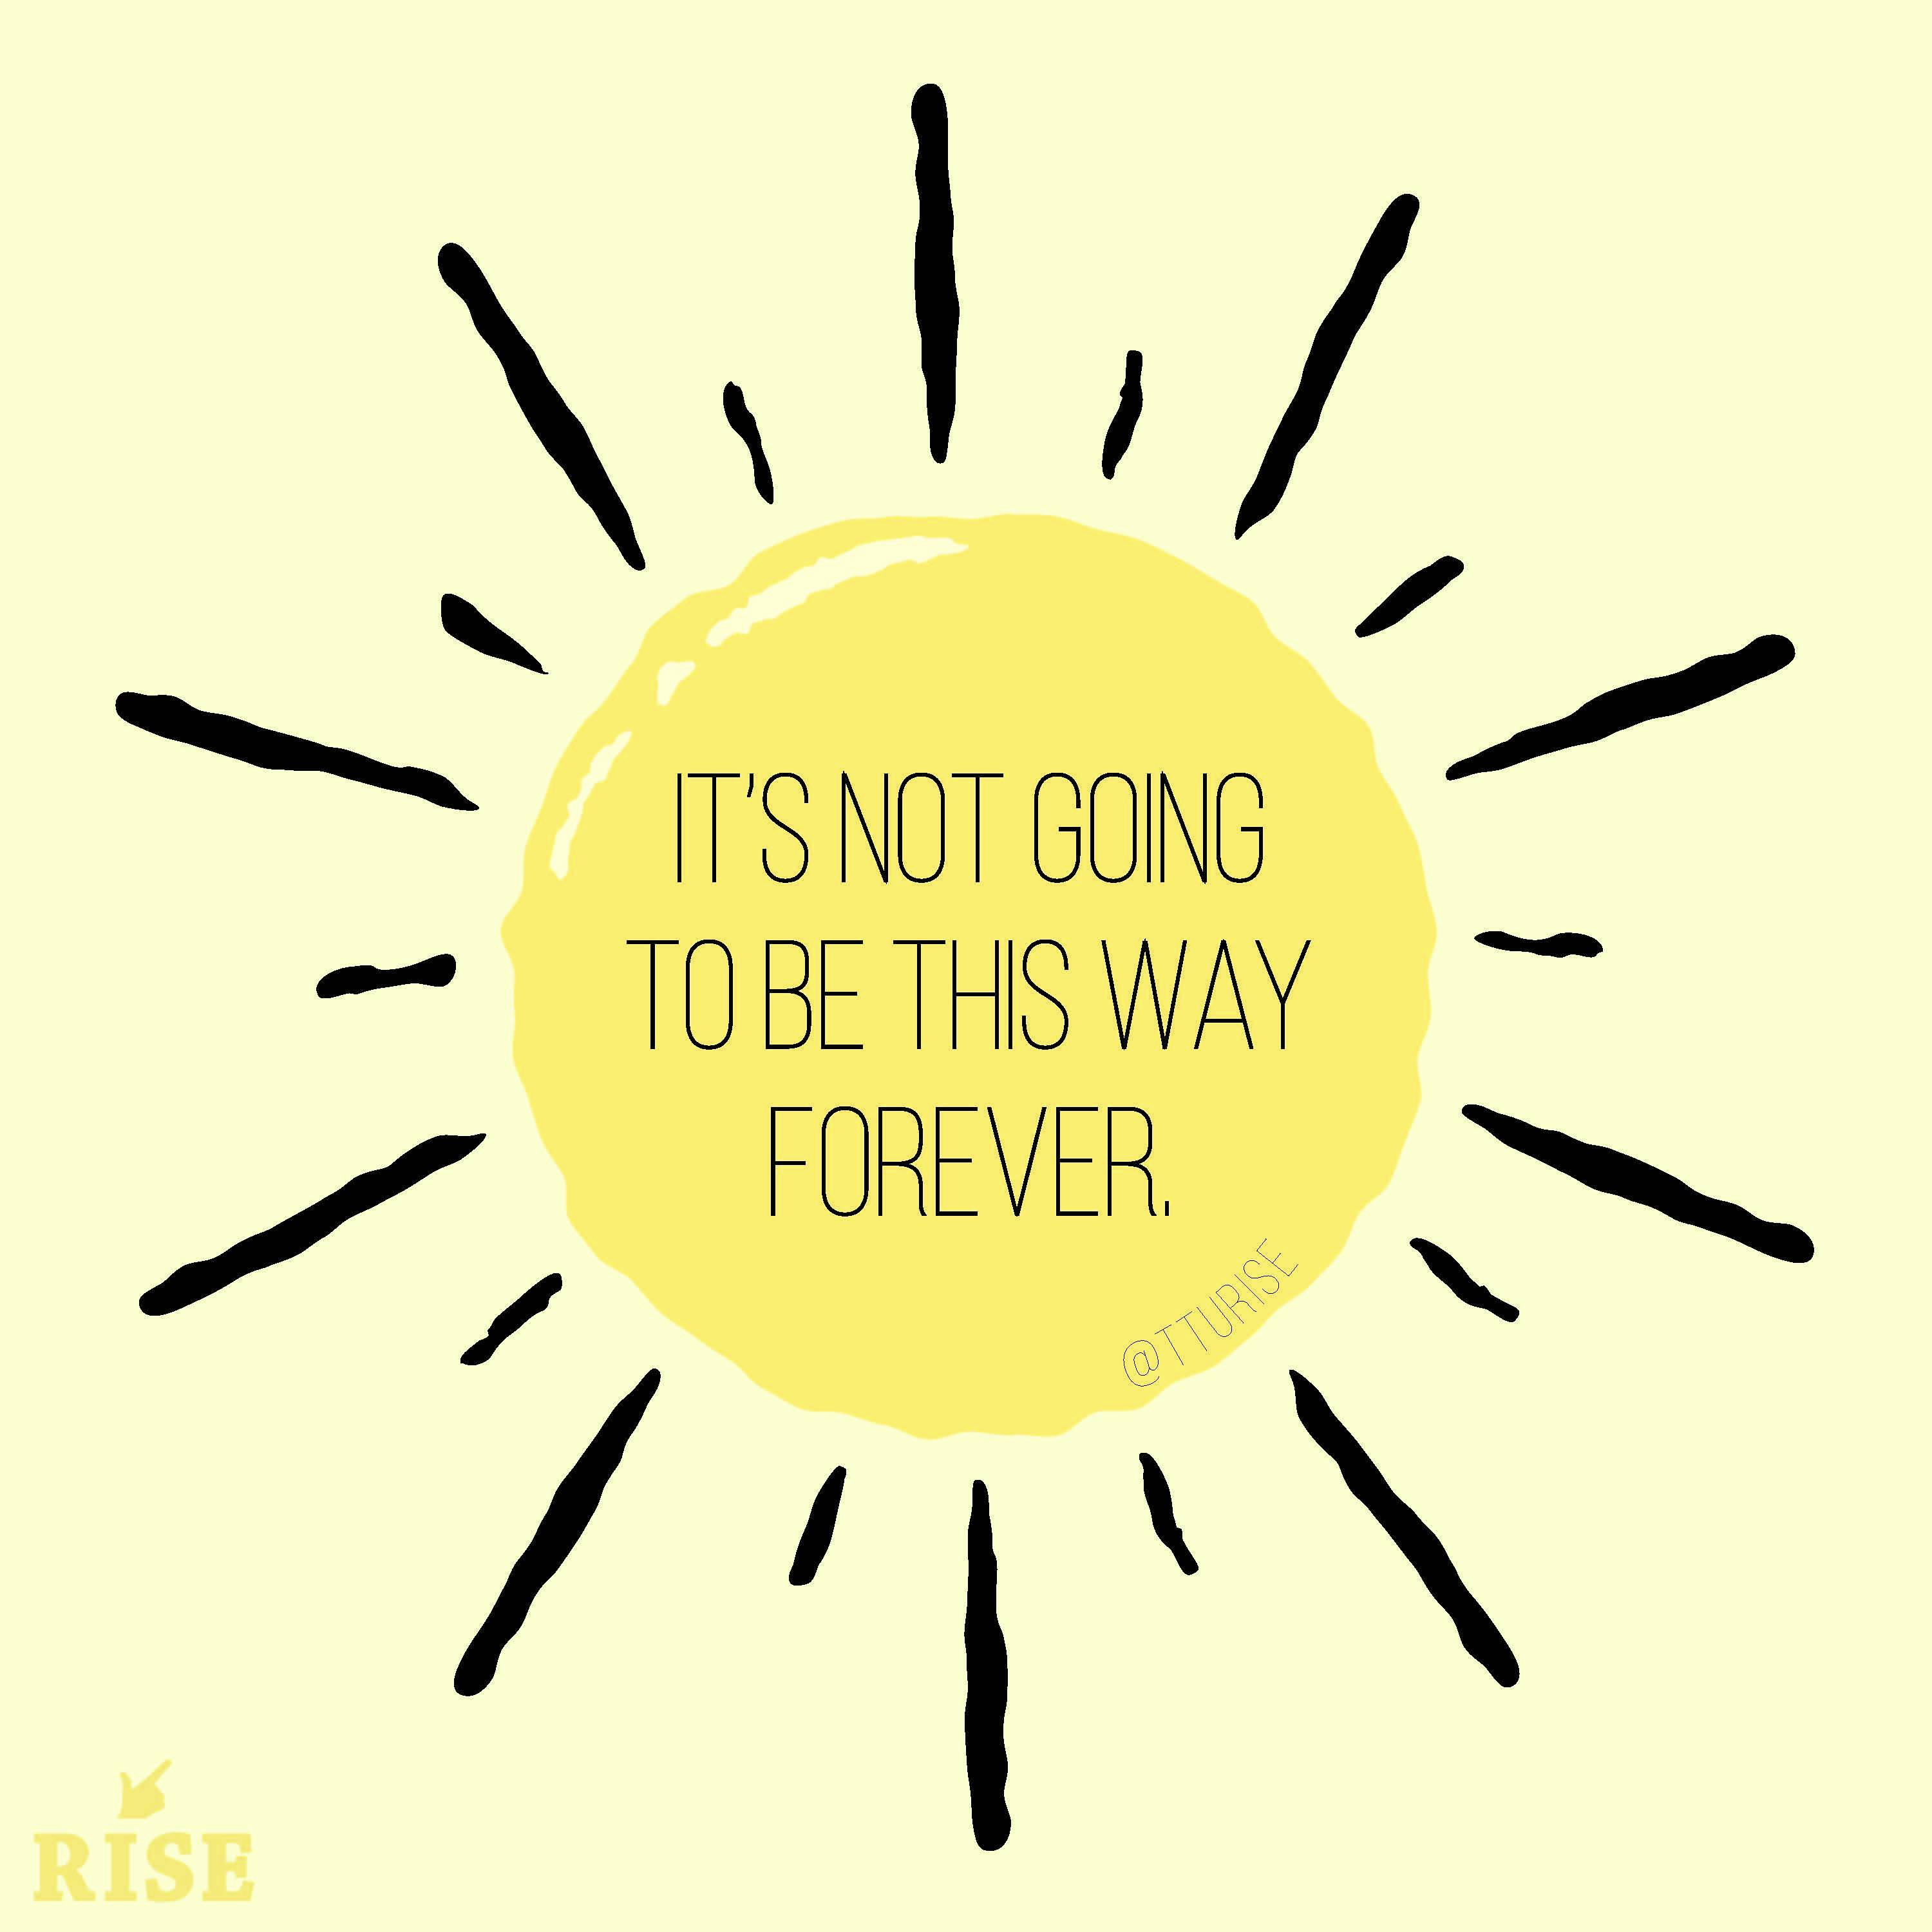 IT'S NOT GOING
TO BE THIS WAY
FOREVER.
@TTURISE
RISE